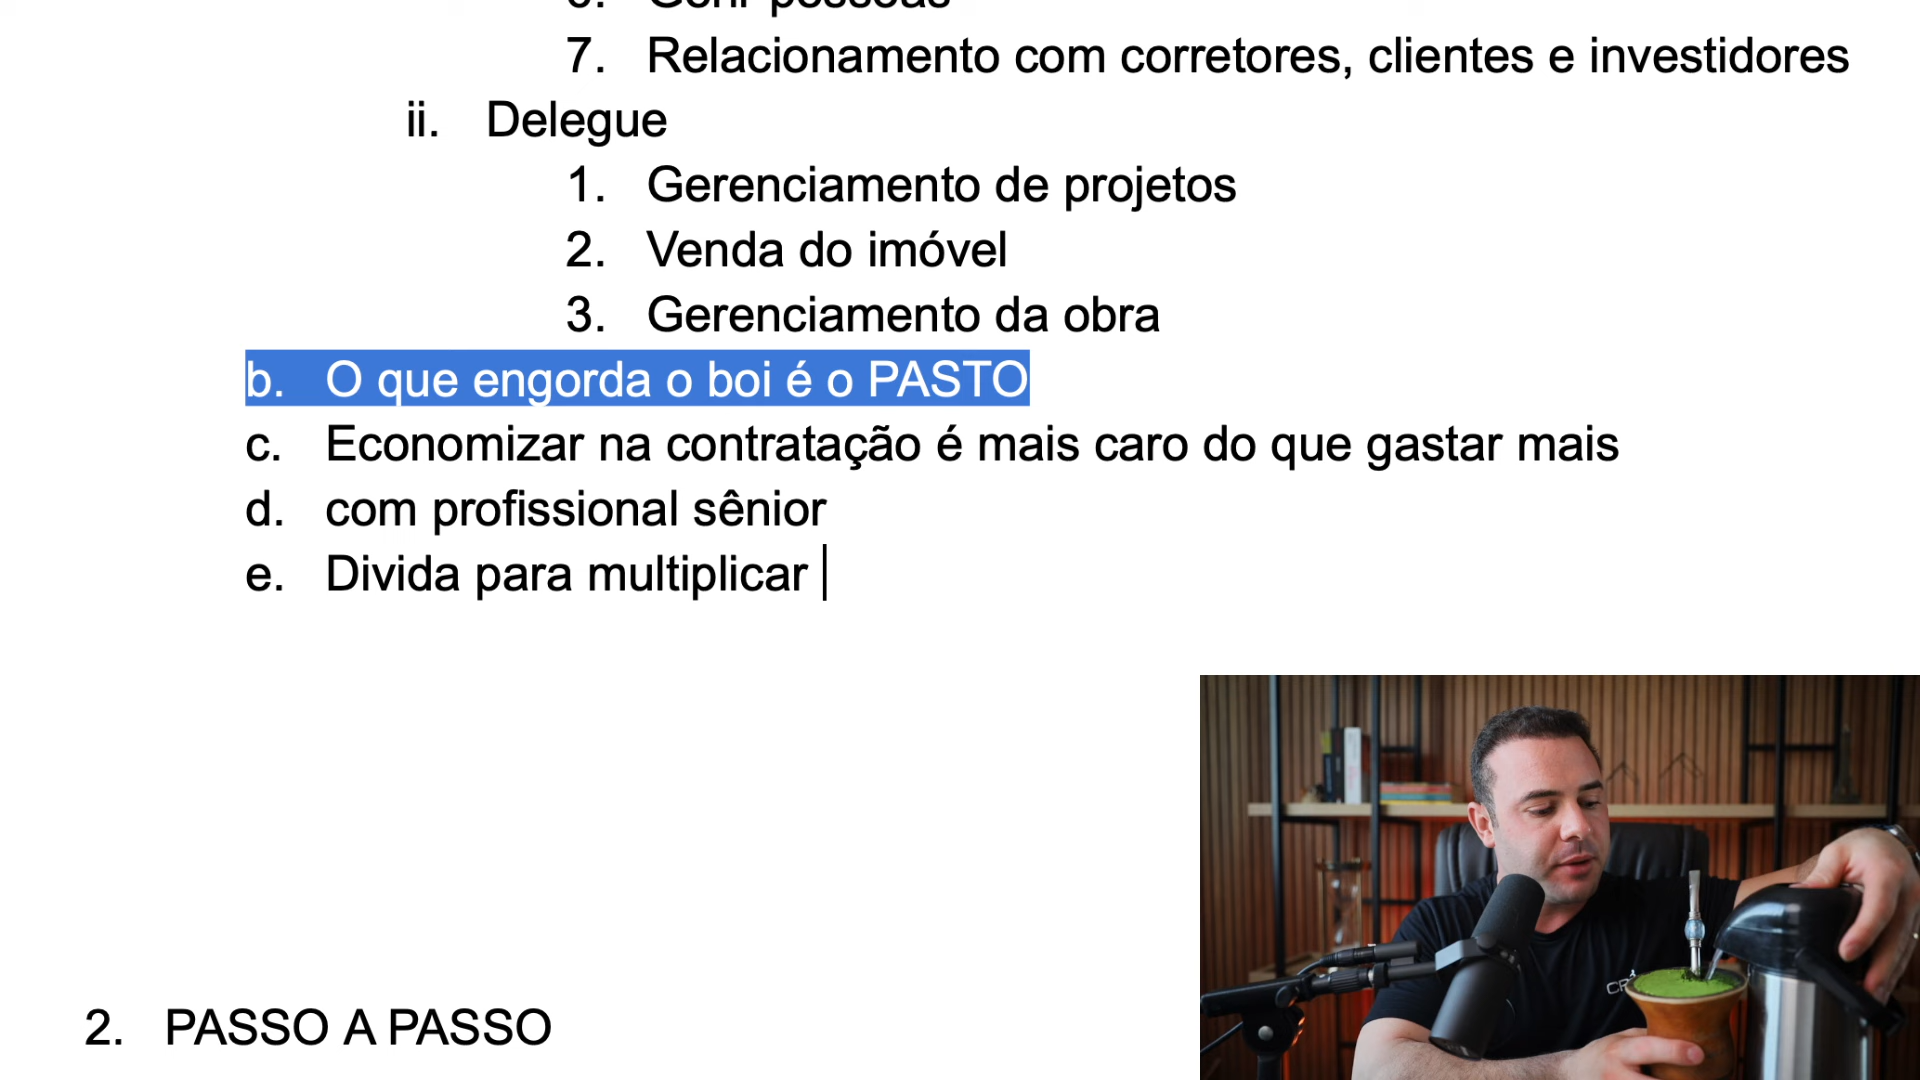 7. Relacionamento com corretores, clientes e investidores
ii. Delegue
1. Gerenciamento de projetos
2. Venda do imóvel
3. Gerenciamento da obra
b. O que engorda o boi é o PASTO
c. Economizar na contratação é mais caro do que gastar mais
d. com profissional sênior
e. Divida para multiplicar
2. PASSO A PASSO